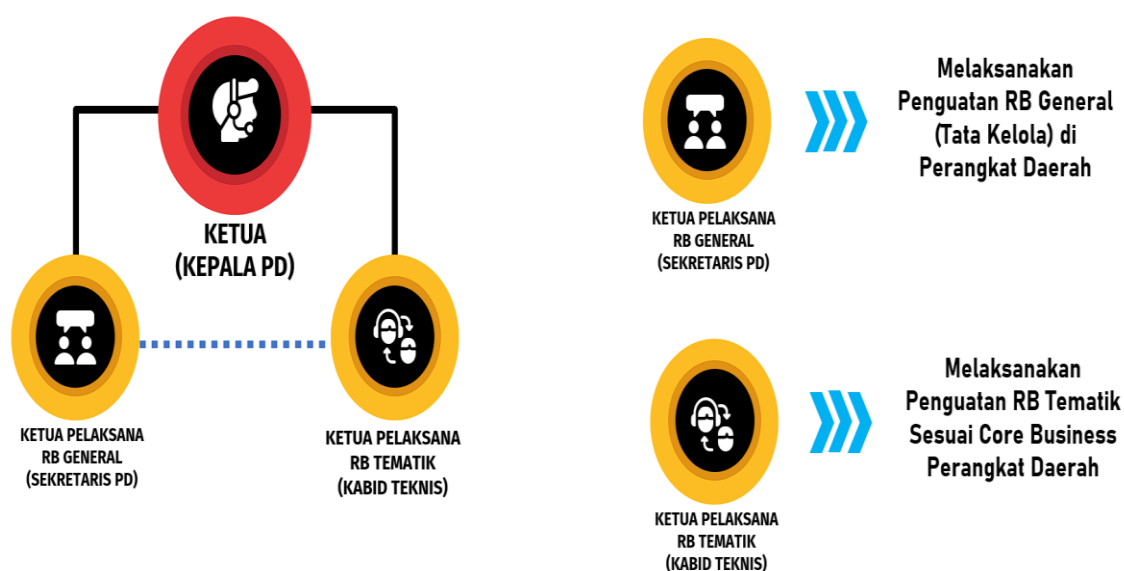 KETUA
(KEPALA PD)
KETUA PELAKSANA
RB GENERAL
(SEKRETARIS PD)
KETUA PELAKSANA
RB TEMATIK
(KABID TEKNIS)
KETUA PELAKSANA
RB GENERAL
(SEKRETARIS PD)
Melaksanakan
Penguatan RB General
(Tata Kelola) di
Perangkat Daerah
KETUA PELAKSANA
RB TEMATIK
(KABID TEKNIS)
Melaksanakan
Penguatan RB Tematik
Sesuai Core Business
Perangkat Daerah